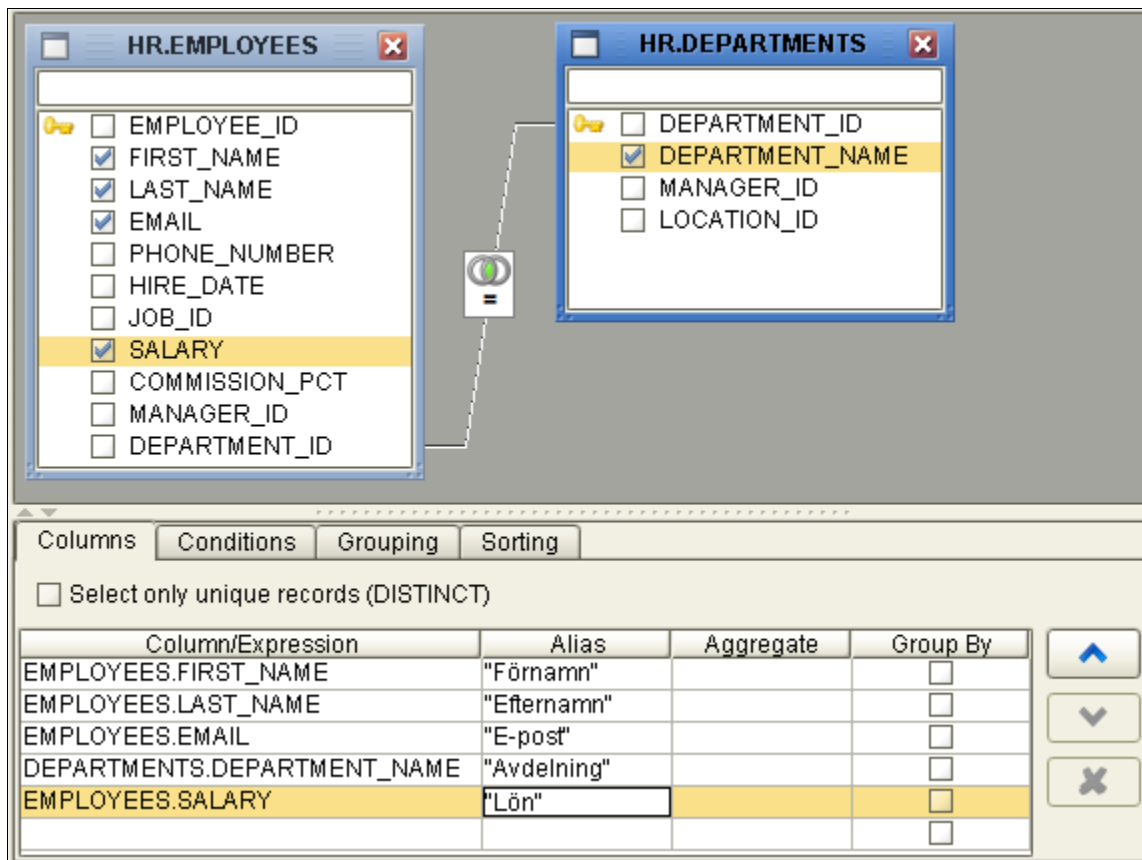 HR.EMPLOYEES
EMPLOYEE_ID
FIRST_NAME
LAST_NAME
EMAIL
PHONE_NUMBER
HIRE_DATE
JOB_ID
SALARY
COMMISSION_PCT
MANAGER_ID
DEPARTMENT_ID
HR.DEPARTMENTS
DEPARTMENT_ID
DEPARTMENT_NAME
MANAGER_ID
LOCATION_ID
=
Columns Conditions Grouping Sorting
Select only unique records (DISTINCT)
Column/Expression Alias Aggregate Group By
EMPLOYEES.FIRST_NAME "Förnamn"
EMPLOYEES.LAST_NAME "Efternamn"
EMPLOYEES.EMAIL "E-post"
DEPARTMENTS.DEPARTMENT_NAME "Avdelning"
EMPLOYEES.SALARY "Lön"